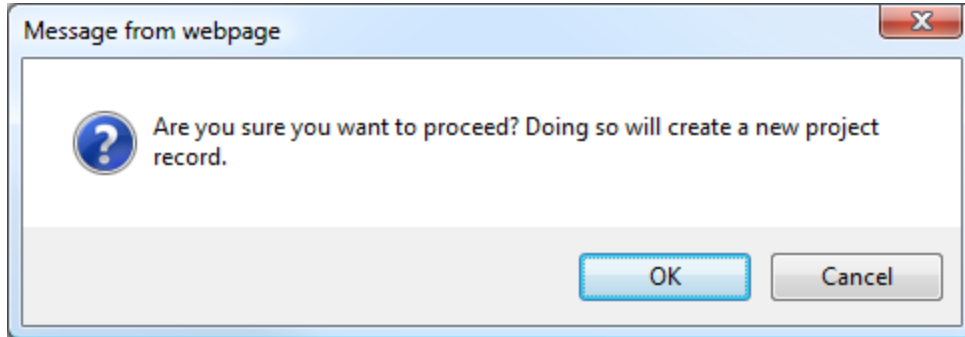 Message from webpage
Are you sure you want to proceed? Doing so will create a new project
record.
OK
Cancel